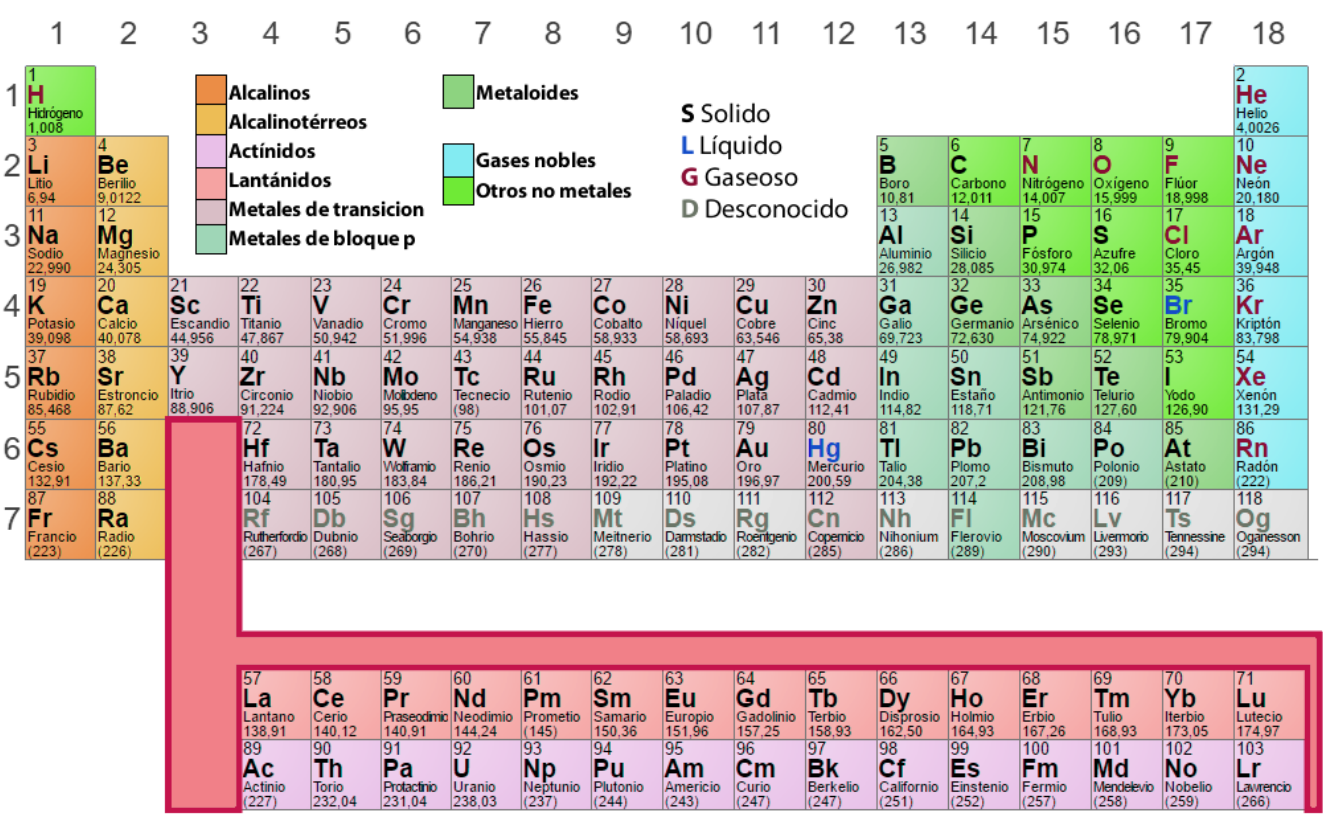 1 2 3 4 5 6 7 8 9 10 11 12 13 14 15 16 17 18
Alcalinos
Alcalinotérreos
Actínidos
Lantánidos
Metales de transicion
Metales de bloque p
Metaloides
Gases nobles
Otros no metales
S Solido
L Líquido
G Gaseoso
D Desconocido
1
1 2
H He
Hidrógeno Helio
1,008 4,0026
2
3 4 5 6 7 8 9 10
Li Be B C N O F Ne
Litio Berilio Boro Carbono Nitrógeno Oxígeno Flúor Neón
6,94 9,0122 10,81 12,011 14,007 15,999 18,998 20,180
3
11 12 13 14 15 16 17 18
Na Mg Al Si P S Cl Ar
Sodio Magnesio Aluminio Silicio Fósforo Azufre Cloro Argón
22,990 24,305 26,982 28,085 30,974 32,06 35,45 39,948
4
19 20 21 22 23 24 25 26 27 28 29 30 31 32 33 34 35 36
K Ca Sc Ti V Cr Mn Fe Co Ni Cu Zn Ga Ge As Se Br Kr
Potasio Calcio Escandio Titanio Vanadio Cromo Manganeso Hierro Cobalto Níquel Cobre Cinc Galio Germanio Arsénico Selenio Bromo Kriptón
39,098 40,078 44,956 47,867 50,942 51,996 54,938 55,845 58,933 58,693 63,546 65,38 69,723 72,630 74,922 78,971 79,904 83,798
5
37 38 39 40 41 42 43 44 45 46 47 48 49 50 51 52 53 54
Rb Sr Y Zr Nb Mo Tc Ru Rh Pd Ag Cd In Sn Sb Te I Xe
Rubidio Estroncio Itrio Circonio Niobio Molibdeno Tecnecio Rutenio Rodio Paladio Plata Cadmio Indio Estaño Antimonio Telurio Yodo Xenón
85,468 87,62 88,906 91,224 92,906 95,95 (98) 101,07 102,91 106,42 107,87 112,41 114,82 118,71 121,76 127,60 126,90 131,29
6
55 56 72 73 74 75 76 77 78 79 80 81 82 83 84 85 86
Cs Ba Hf Ta W Re Os Ir Pt Au Hg Tl Pb Bi Po At Rn
Cesio Bario Hafnio Tantalio Wolframio Renio Osmio Iridio Platino Oro Mercurio Talio Plomo Bismuto Polonio Astato Radón
132,91 137,33 178,49 180,95 183,84 186,21 190,23 192,22 195,08 196,97 200,59 204,38 207,2 208,98 (209) (210) (222)
7
87 88 104 105 106 107 108 109 110 111 112 113 114 115 116 117 118
Fr Ra Rf Db Sg Bh Hs Mt Ds Rg Cn Nh Fl Mc Lv Ts Og
Francio Radio Rutherfordio Dubnio Seaborgio Bohrio Hassio Meitnerio Darmstadio Roentgenio Copernicio Nihonium Flerovio Moscovium Livermorio Tennessine Oganesson
(223) (226) (267) (268) (269) (270) (277) (278) (281) (282) (285) (286) (289) (290) (293) (294) (294)
57 58 59 60 61 62 63 64 65 66 67 68 69 70 71
La Ce Pr Nd Pm Sm Eu Gd Tb Dy Ho Er Tm Yb Lu
Lantano Cerio Praseodimio Neodimio Prometio Samario Europio Gadolinio Terbio Disprosio Holmio Erbio Tulio Iterbio Lutecio
138,91 140,12 140,91 144,24 (145) 150,36 151,96 157,25 158,93 162,50 164,93 167,26 168,93 173,05 174,97
89 90 91 92 93 94 95 96 97 98 99 100 101 102 103
Ac Th Pa U Np Pu Am Cm Bk Cf Es Fm Md No Lr
Actinio Torio Protactinio Uranio Neptunio Plutonio Americio Curio Berkelio Californio Einstenio Fermio Mendelevio Nobelio Lawrencio
(227) 232,04 231,04 238,03 (237) (244) (243) (247) (247) (251) (252) (257) (258) (259) (266)